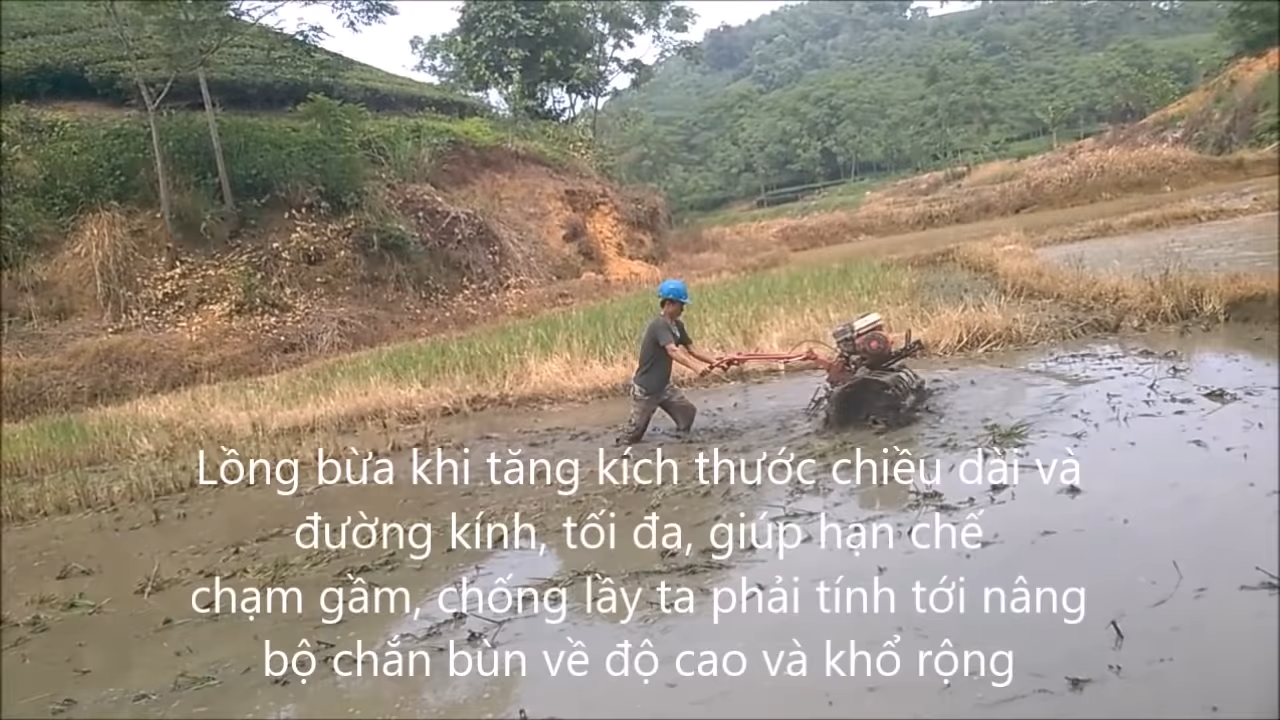 Lồng bừa khi tăng kích thước chiều dài và
đường kính, tối đa, giúp hạn chế
chạm gầm, chống lầy ta phải tính tới nâng
bộ chắn bùn về độ cao và khổ rộng